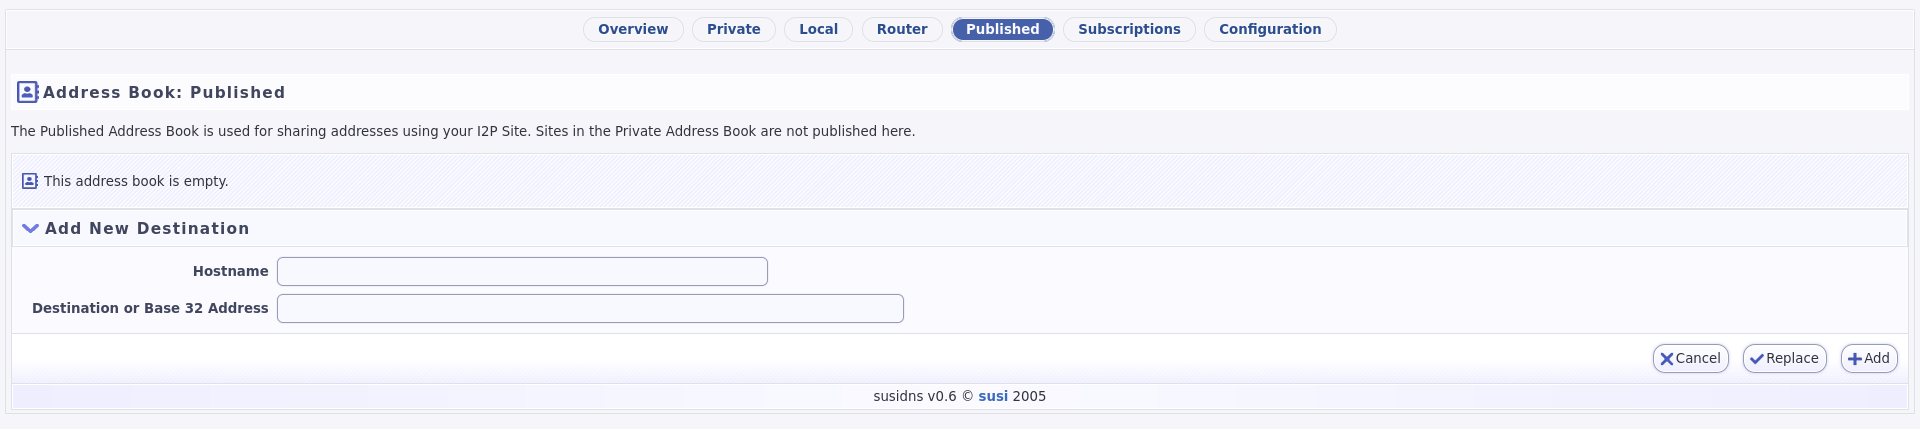 Overview Private Local Router Published Subscriptions Configuration
Address Book: Published
The Published Address Book is used for sharing addresses using your I2P Site. Sites in the Private Address Book are not published here.
This address book is empty.
Add New Destination
Hostname
Destination or Base 32 Address
Cancel Replace Add
susidns v0.6 © susi 2005